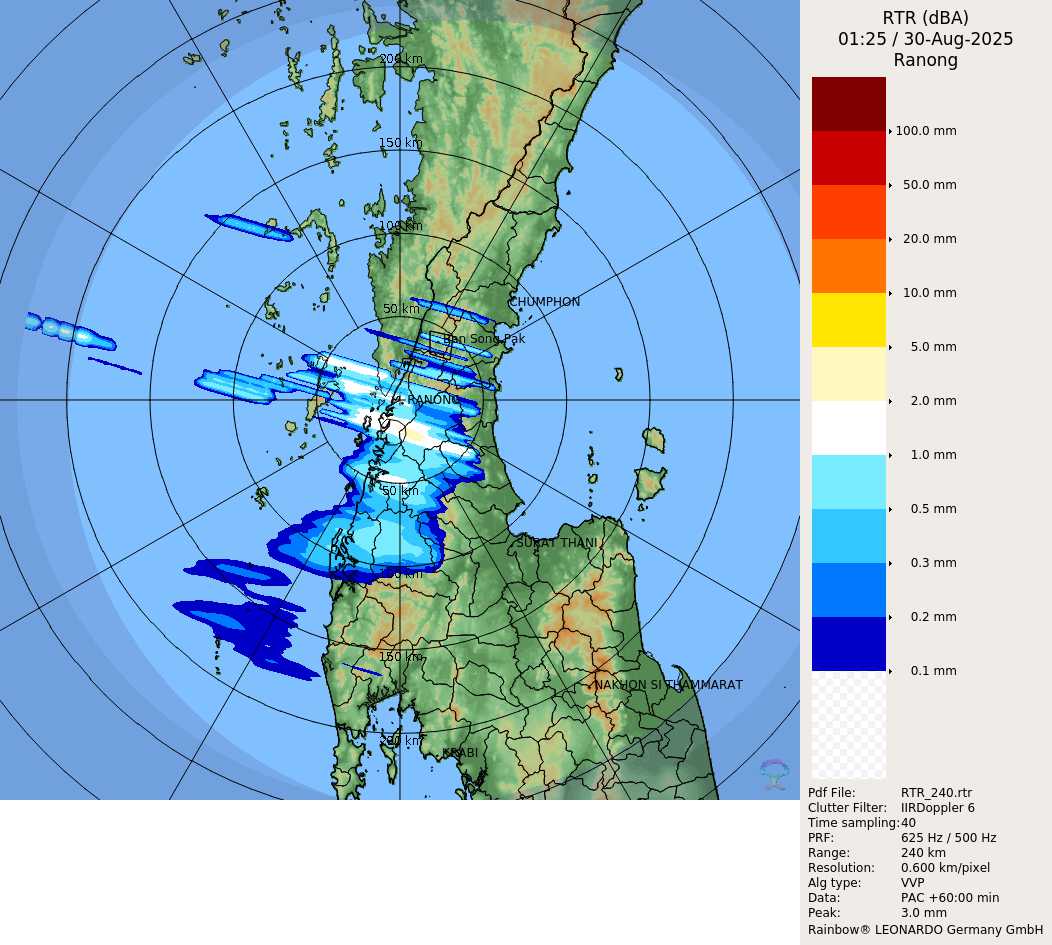 200 km
150 km
100 km
CHUMPHON
50 km
Ban Song Pak
RANONG
50 km
SURAT THANI
150 km
NAKHON SI THAMMARAT
200 km
KRABI
RTR (dBA)
01:25 / 30-Aug-2025
Ranong
100.0 mm
50.0 mm
20.0 mm
10.0 mm
5.0 mm
2.0 mm
1.0 mm
0.5 mm
0.3 mm
0.2 mm
0.1 mm
Pdf File: RTR_240.rtr
Clutter Filter: IIRDoppler 6
Time sampling:40
PRF: 625 Hz / 500 Hz
Range: 240 km
Resolution: 0.600 km/pixel
Alg type: VVP
Data: PAC +60:00 min
Peak: 3.0 mm
Rainbow® LEONARDO Germany GmbH